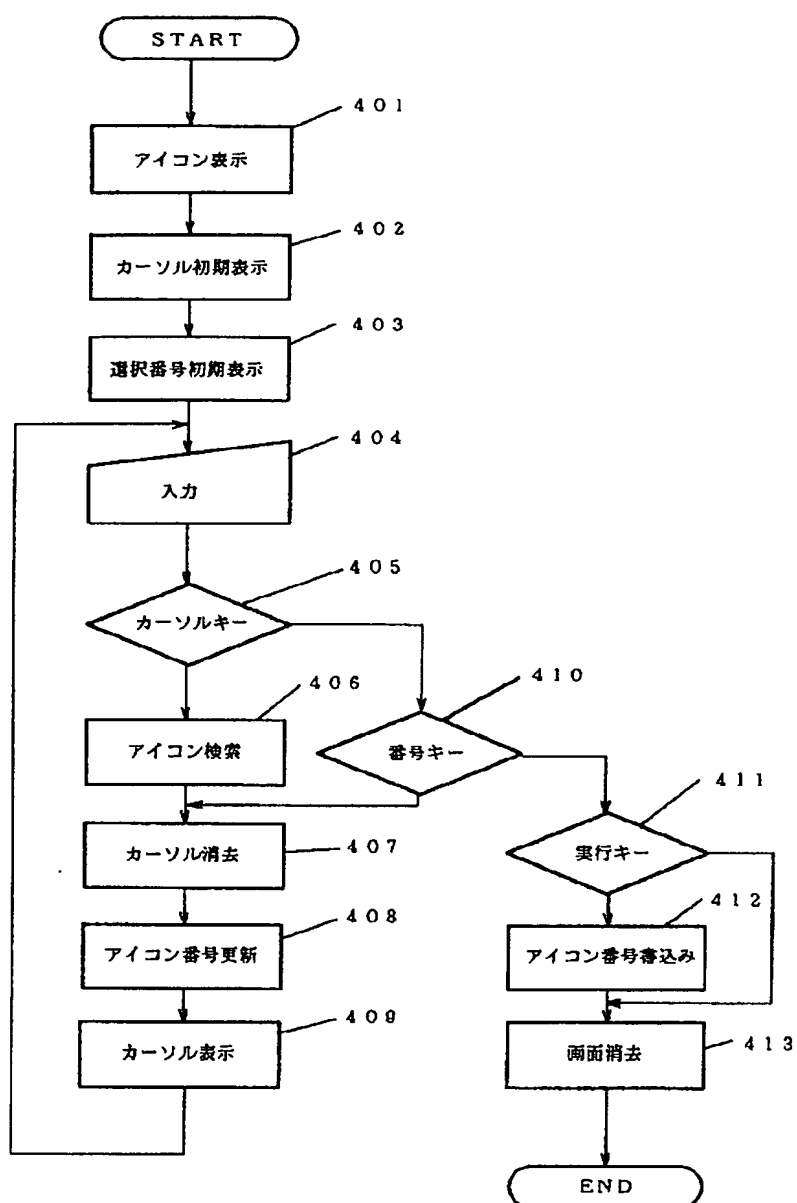 START
401
アイコン表示
402
カーソル初期表示
403
選択番号初期表示
404
入力
405
カーソルキー
406
アイコン検索
410
番号キー
411
実行キー
407
カーソル消去
412
アイコン番号書込み
408
アイコン番号更新
409
カーソル表示
画面消去
413
END